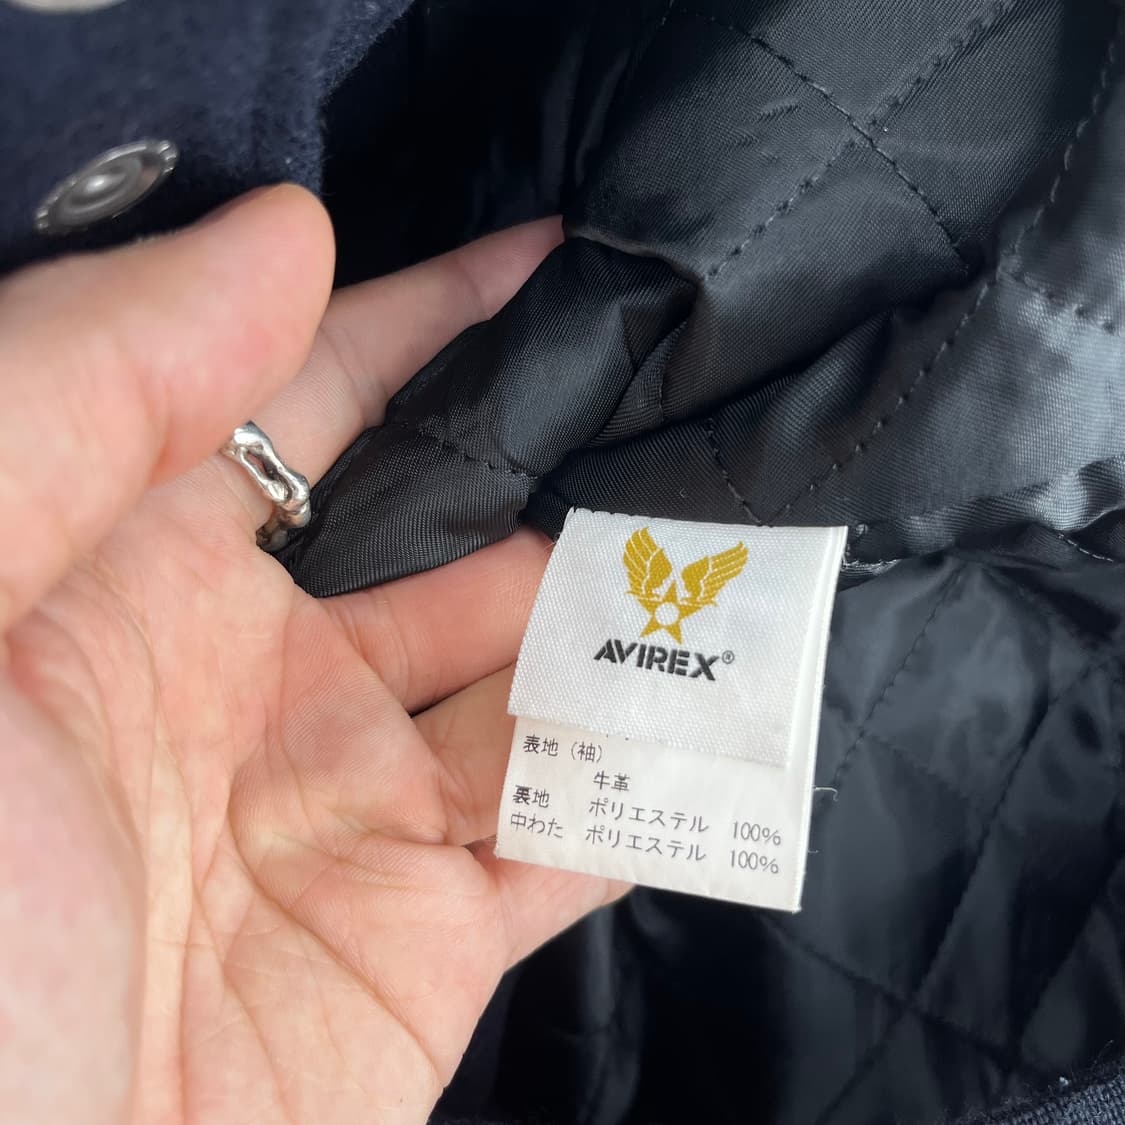 AVIREX®
表地（袖）
牛革
裏地 ポリエステル 100%
中わた ポリエステル 100%